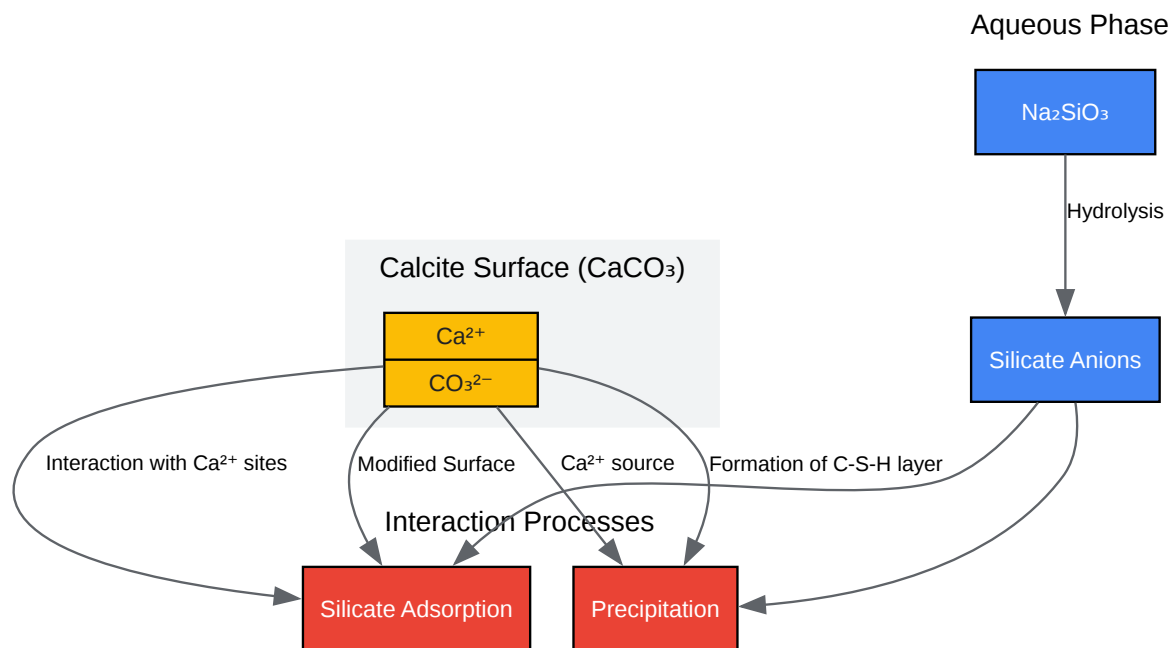 Aqueous Phase
Na₂SiO₃
Hydrolysis
Calcite Surface (CaCO₃)
Ca²⁺
CO₃²⁻
Silicate Anions
Interaction with Ca²⁺ sites
Modified Surface
Ca²⁺ source
Formation of C-S-H layer
Interaction Processes
Silicate Adsorption
Precipitation